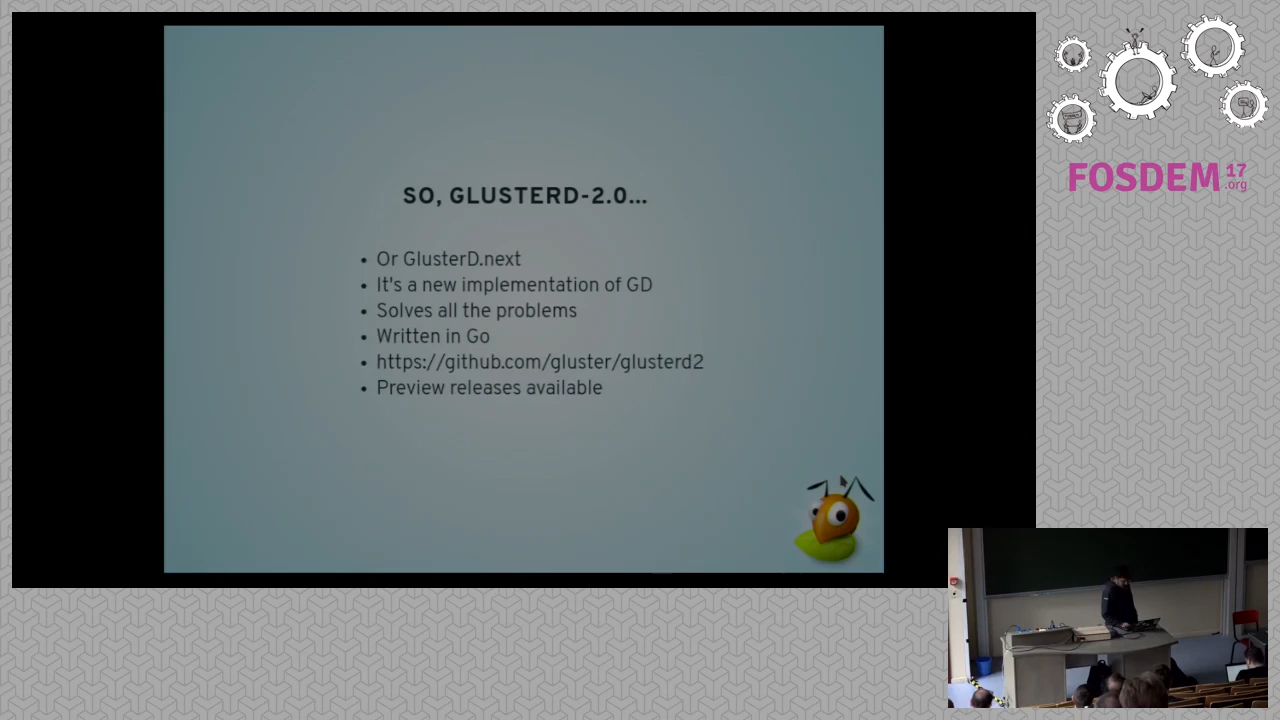 SO, GLUSTERD-2.0...
• Or GlusterD.next
• It's a new implementation of GD
• Solves all the problems
• Written in Go
• https://github.com/gluster/glusterd2
• Preview releases available
FOSDEM 17
.org